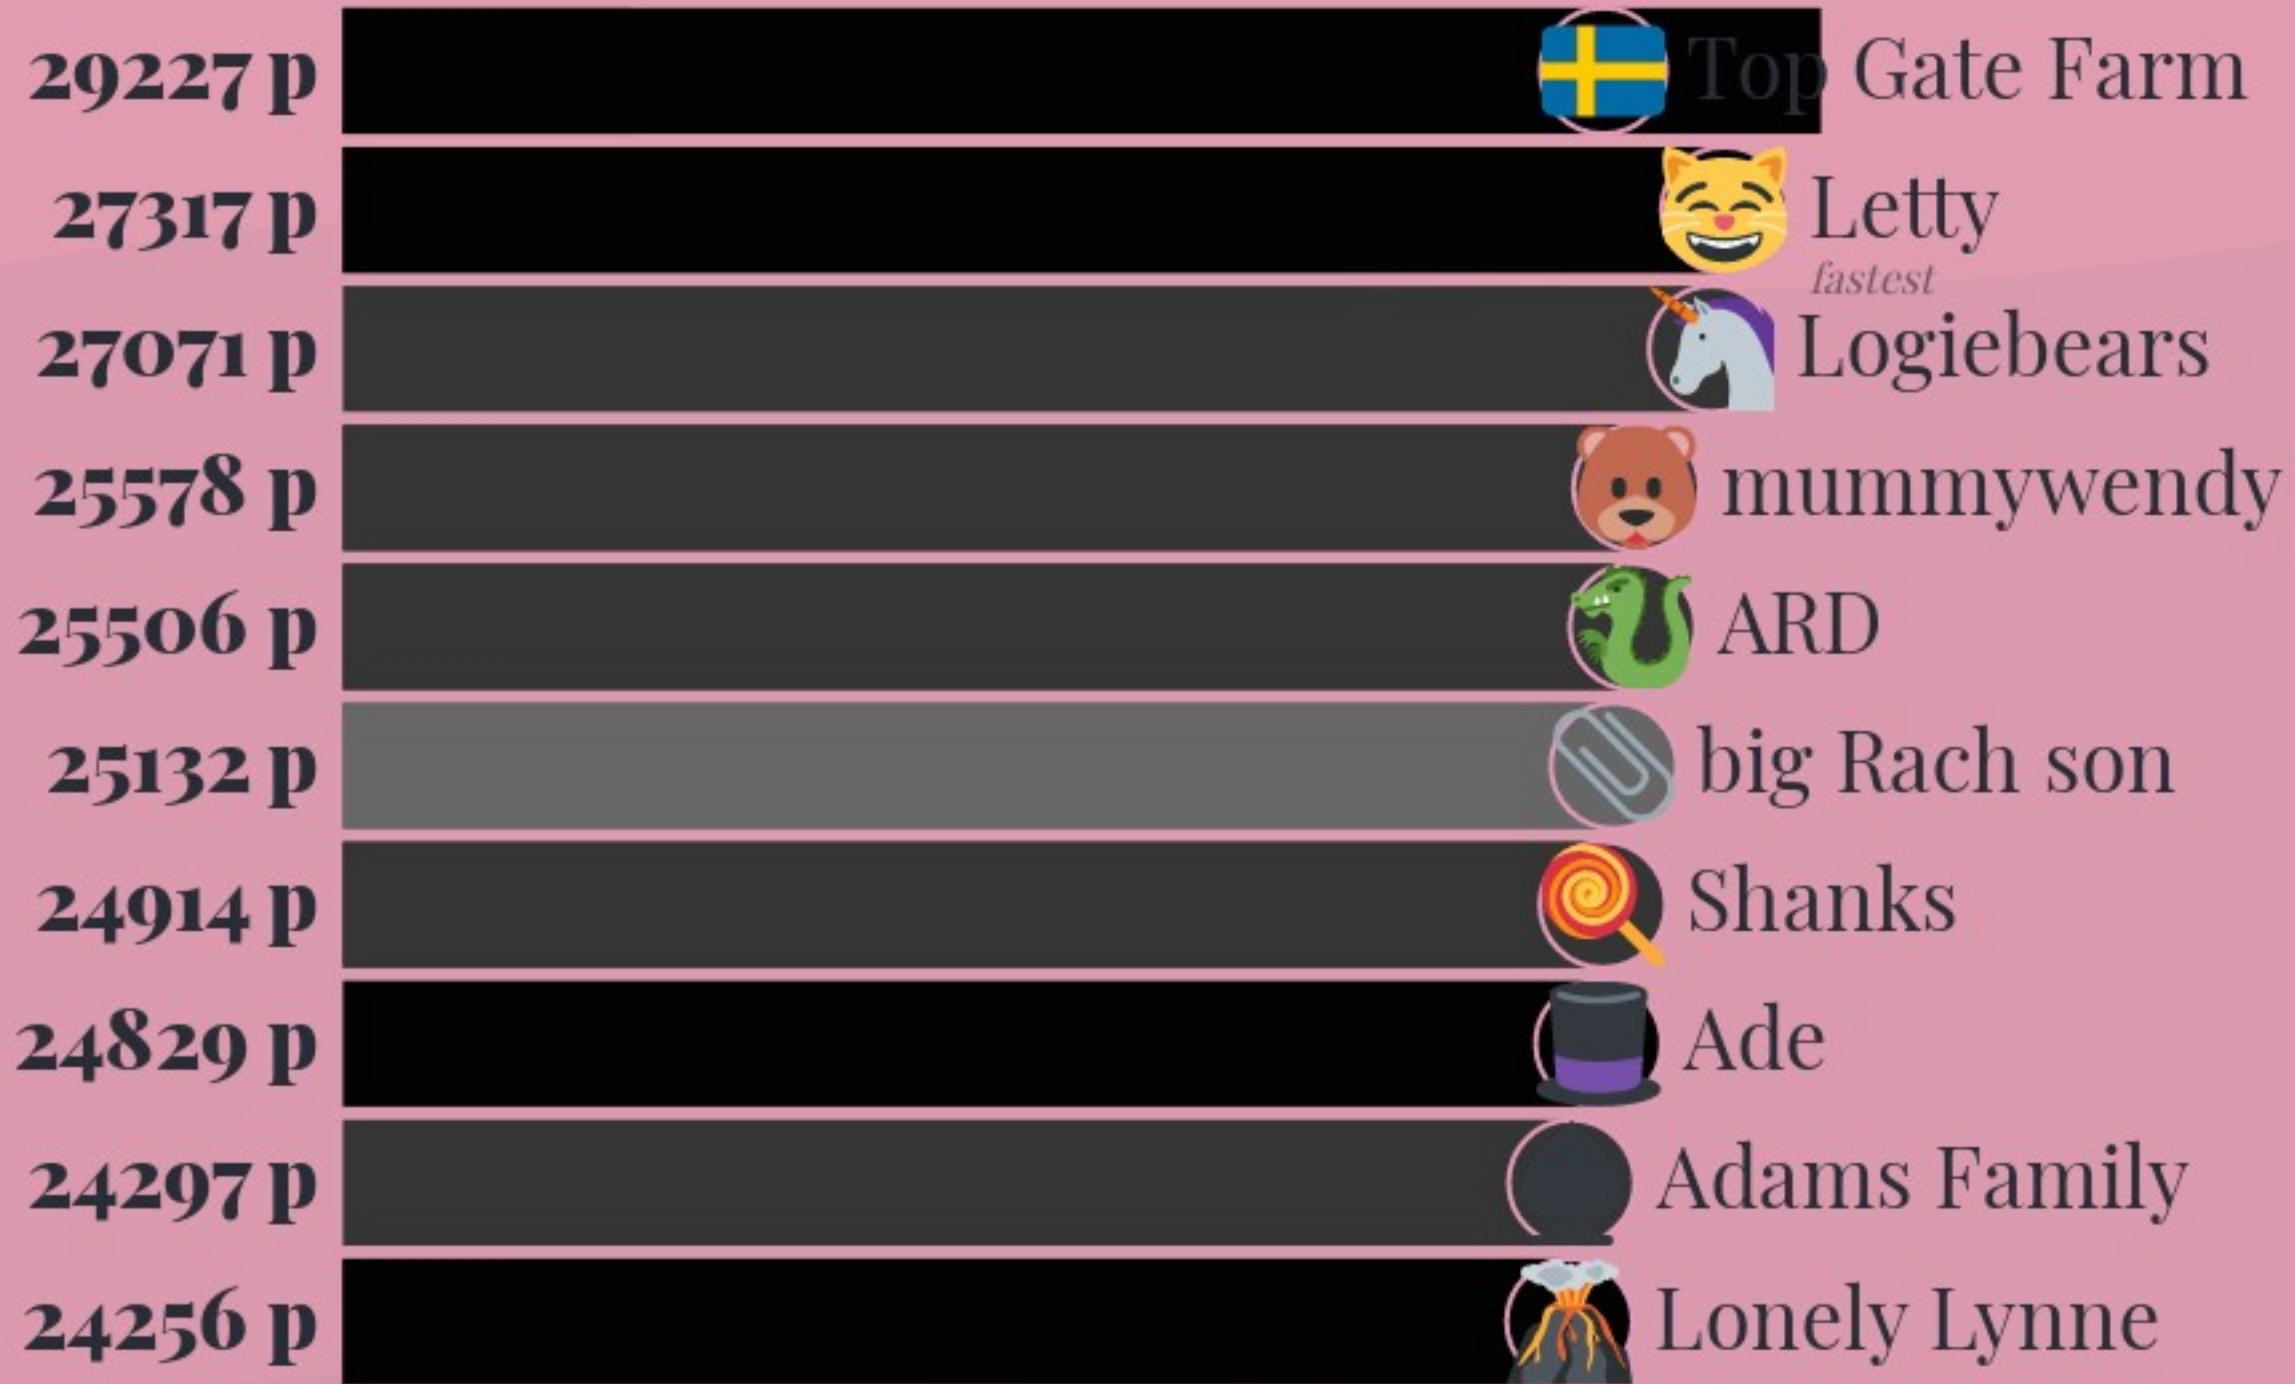 29227 p Top Gate Farm
27317 p Letty
fastest
27071 p Logiebears
25578 p mummywendy
25506 p ARD
25132 p big Rach son
24914 p Shanks
24829 p Ade
24297 p Adams Family
24256 p Lonely Lynne